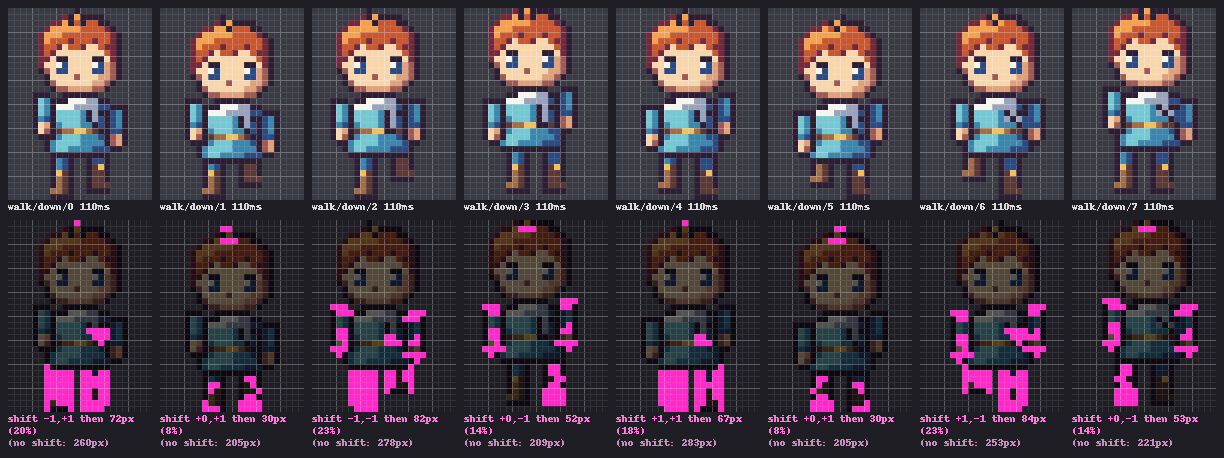 walk/down/0 110ms
walk/down/1 110ms
walk/down/2 110ms
walk/down/3 110ms
walk/down/4 110ms
walk/down/5 110ms
walk/down/6 110ms
walk/down/7 110ms
shift -1,+1 then 72px
(20%)
(no shift: 260px)
shift +0,+1 then 30px
(8%)
(no shift: 205px)
shift -1,-1 then 82px
(23%)
(no shift: 278px)
shift +0,-1 then 52px
(14%)
(no shift: 209px)
shift +1,+1 then 67px
(18%)
(no shift: 283px)
shift +0,+1 then 30px
(8%)
(no shift: 205px)
shift +1,-1 then 84px
(23%)
(no shift: 253px)
shift +0,-1 then 53px
(14%)
(no shift: 221px)